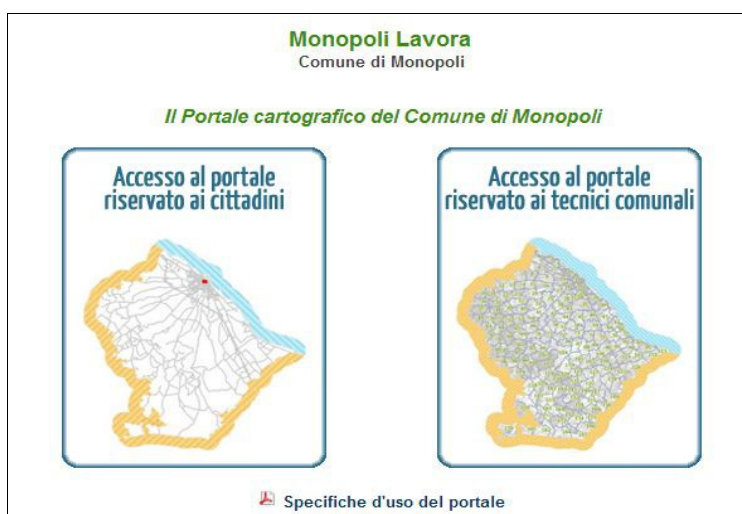 Monopoli Lavora
Comune di Monopoli
Il Portale cartografico del Comune di Monopoli
Accesso al portale
riservato ai cittadini
Accesso al portale
riservato ai tecnici comunali
Specifiche d'uso del portale